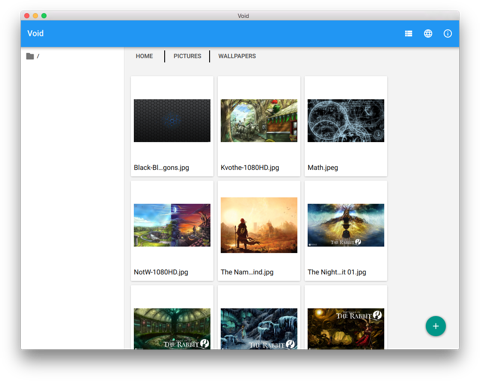 Void
Void
/
HOME
PICTURES
WALLPAPERS
Black-Bl...gons.jpg
Kvothe-1080HD.jpg
Math.jpeg
NotW-1080HD.jpg
The Nam...ind.jpg
The Night...it 01.jpg
THE RABBIT
THE RABBIT
THE RABBIT
THE RABBIT